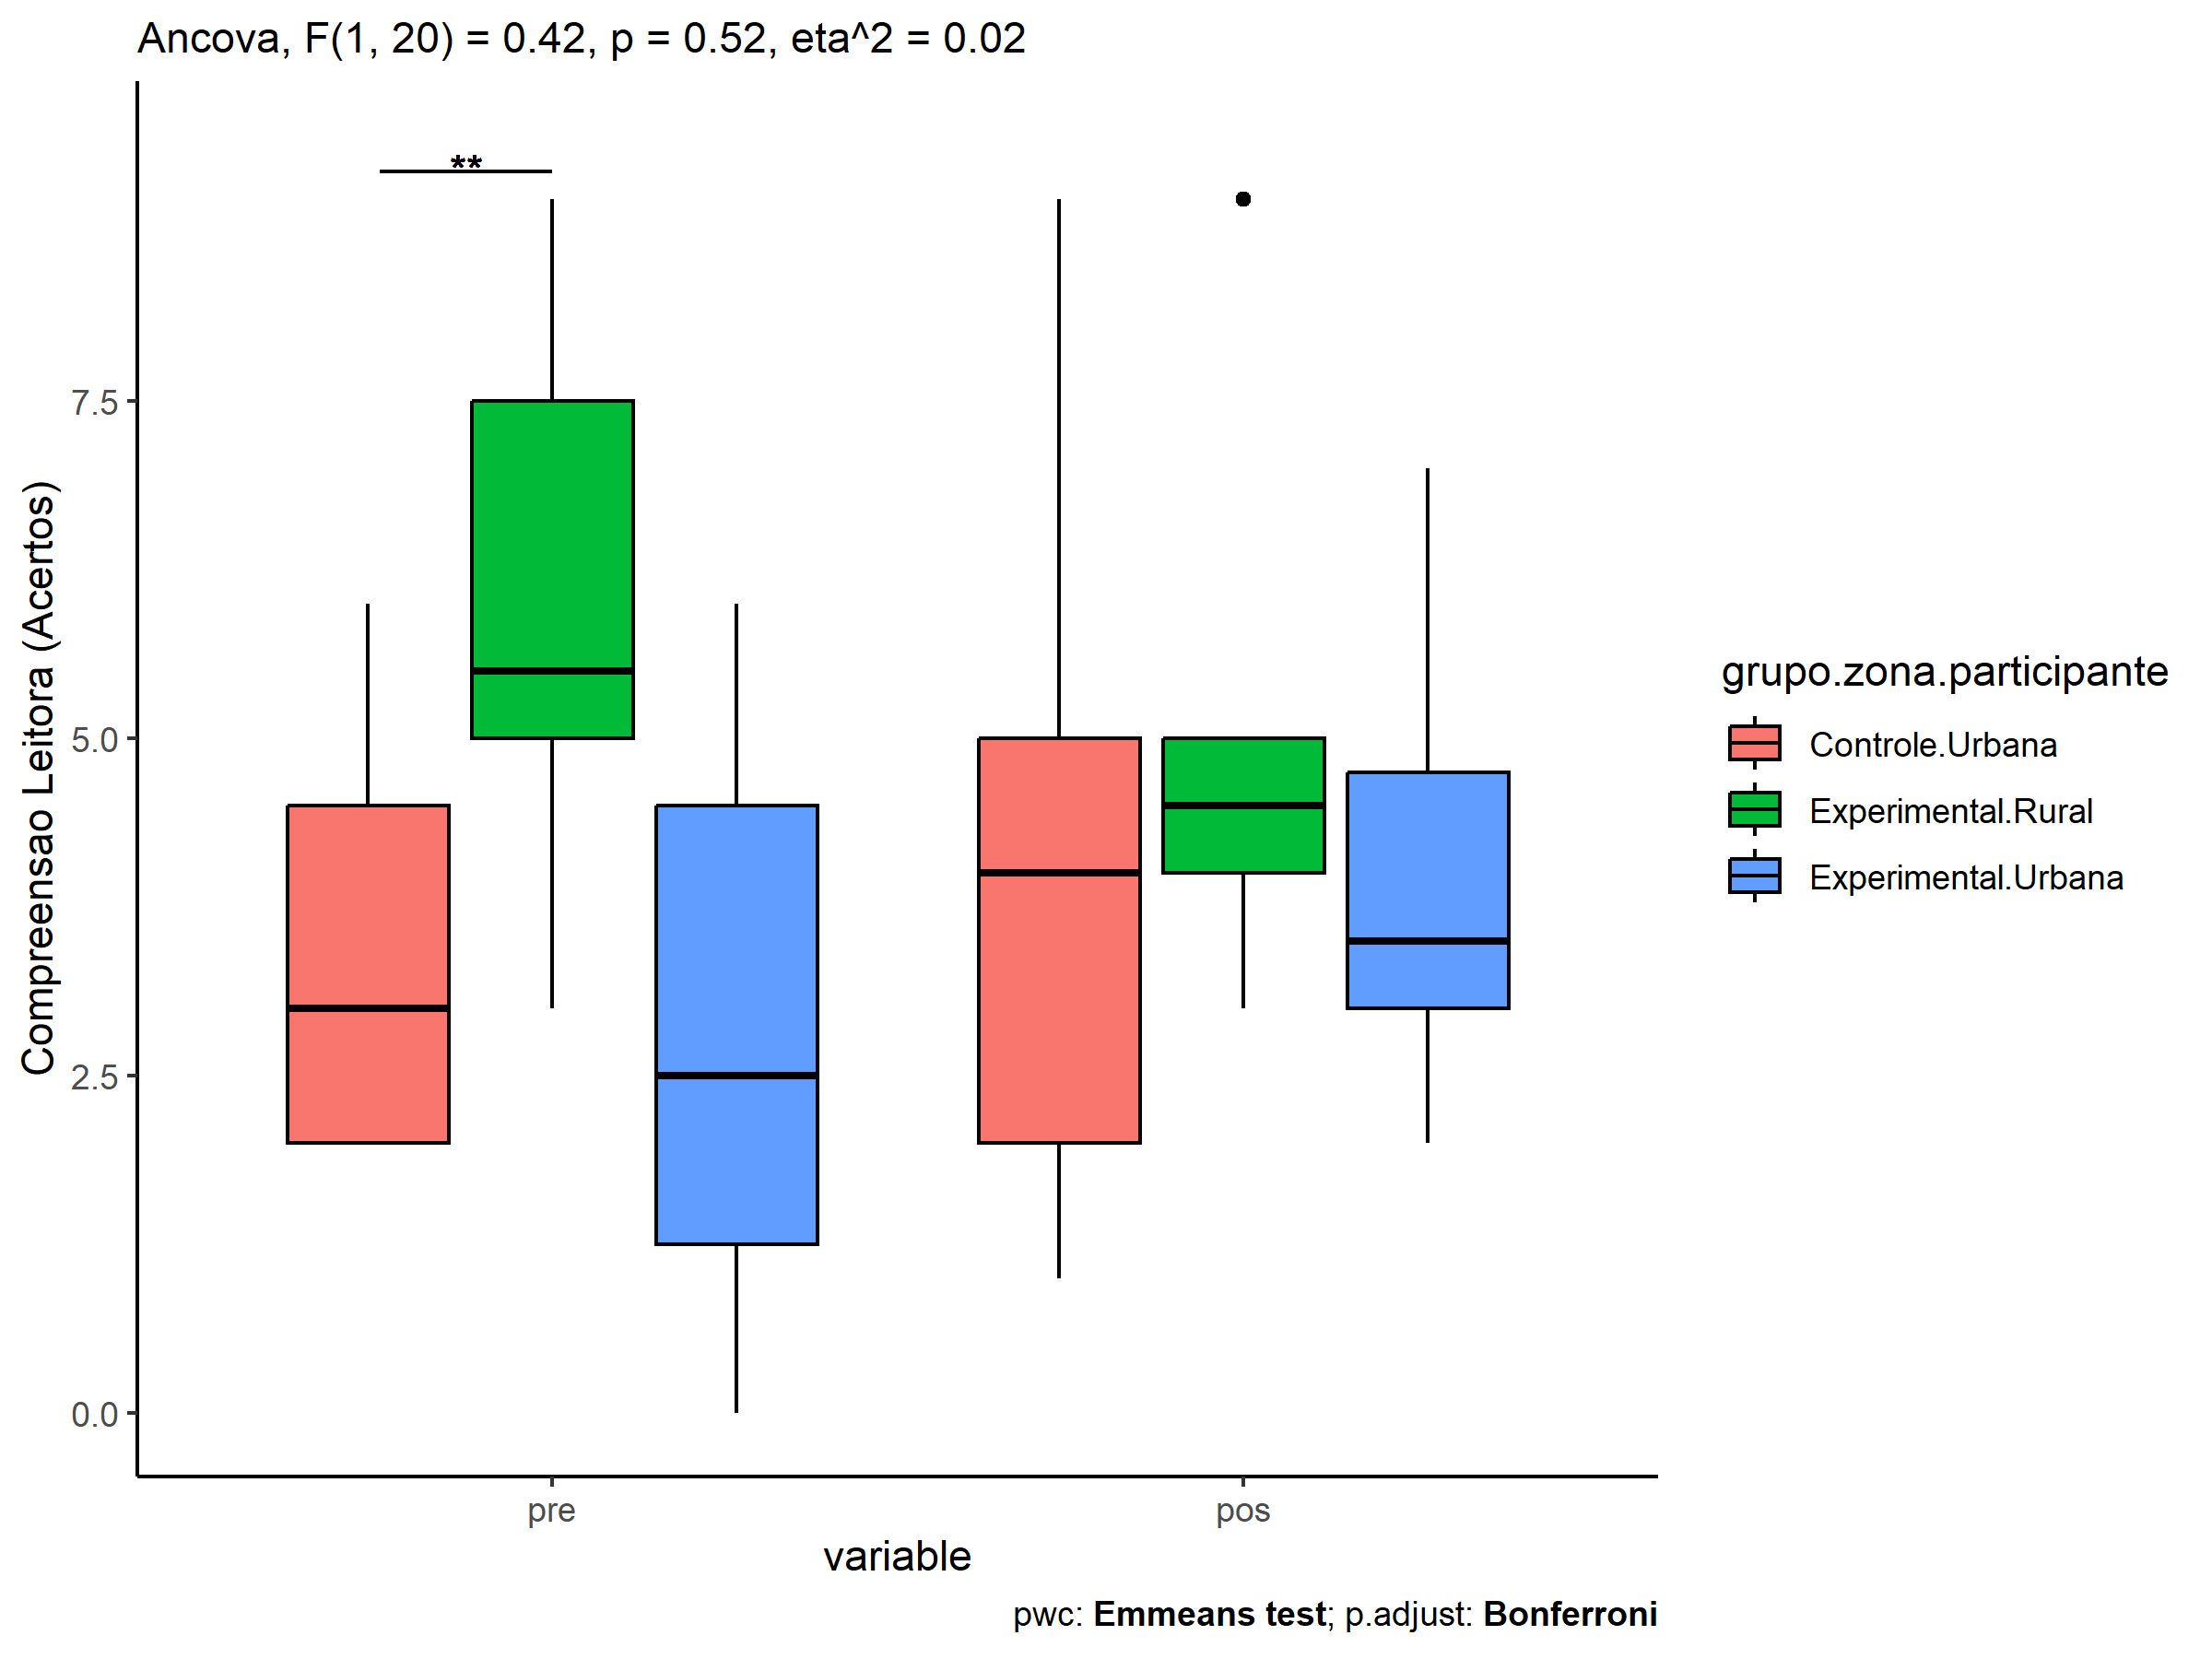 Ancova, F(1, 20) = 0.42, p = 0.52, eta^2 = 0.02
**
7.5
5.0
2.5
0.0
Compreensao Leitora (Acertos)
pre
pos
variable
grupo.zona.participante
Controle.Urbana
Experimental.Rural
Experimental.Urbana
pwc: Emmeans test; p.adjust: Bonferroni